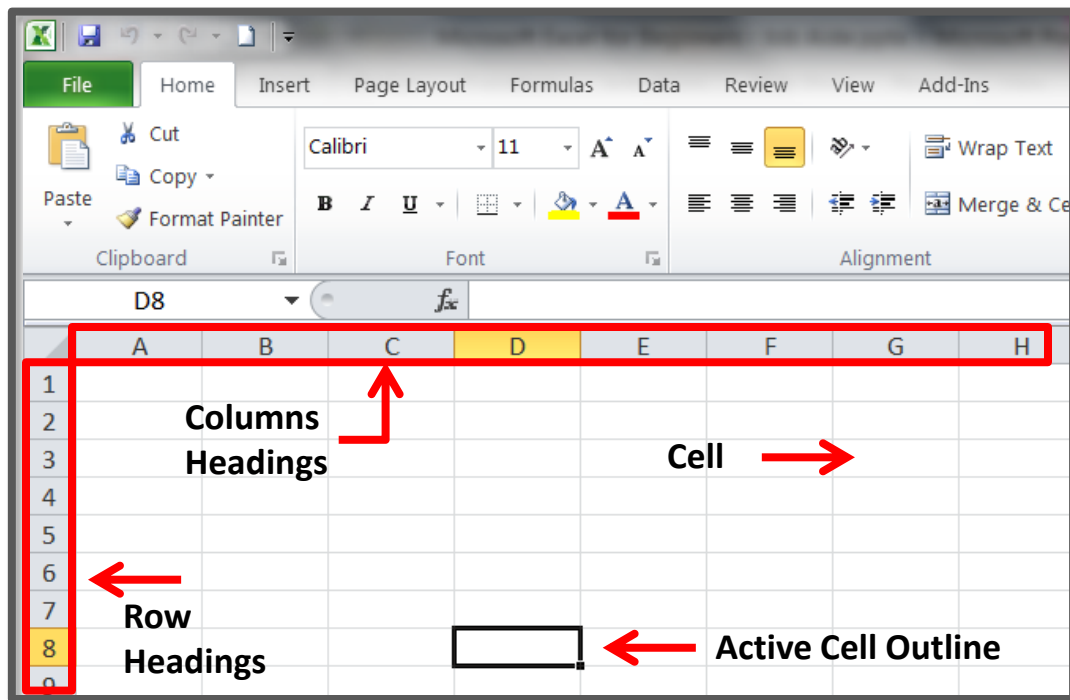 File Home Insert Page Layout Formulas Data Review View Add-Ins
Cut
Copy
Format Painter
Paste
Calibri 11 A A
B I U A
Wrap Text
Merge & Ce
Clipboard Font Alignment
D8 fx
A B C D E F G H
1
2
3
4
5
6
7
8
9
Columns
Headings
Cell
Row
Headings
Active Cell Outline